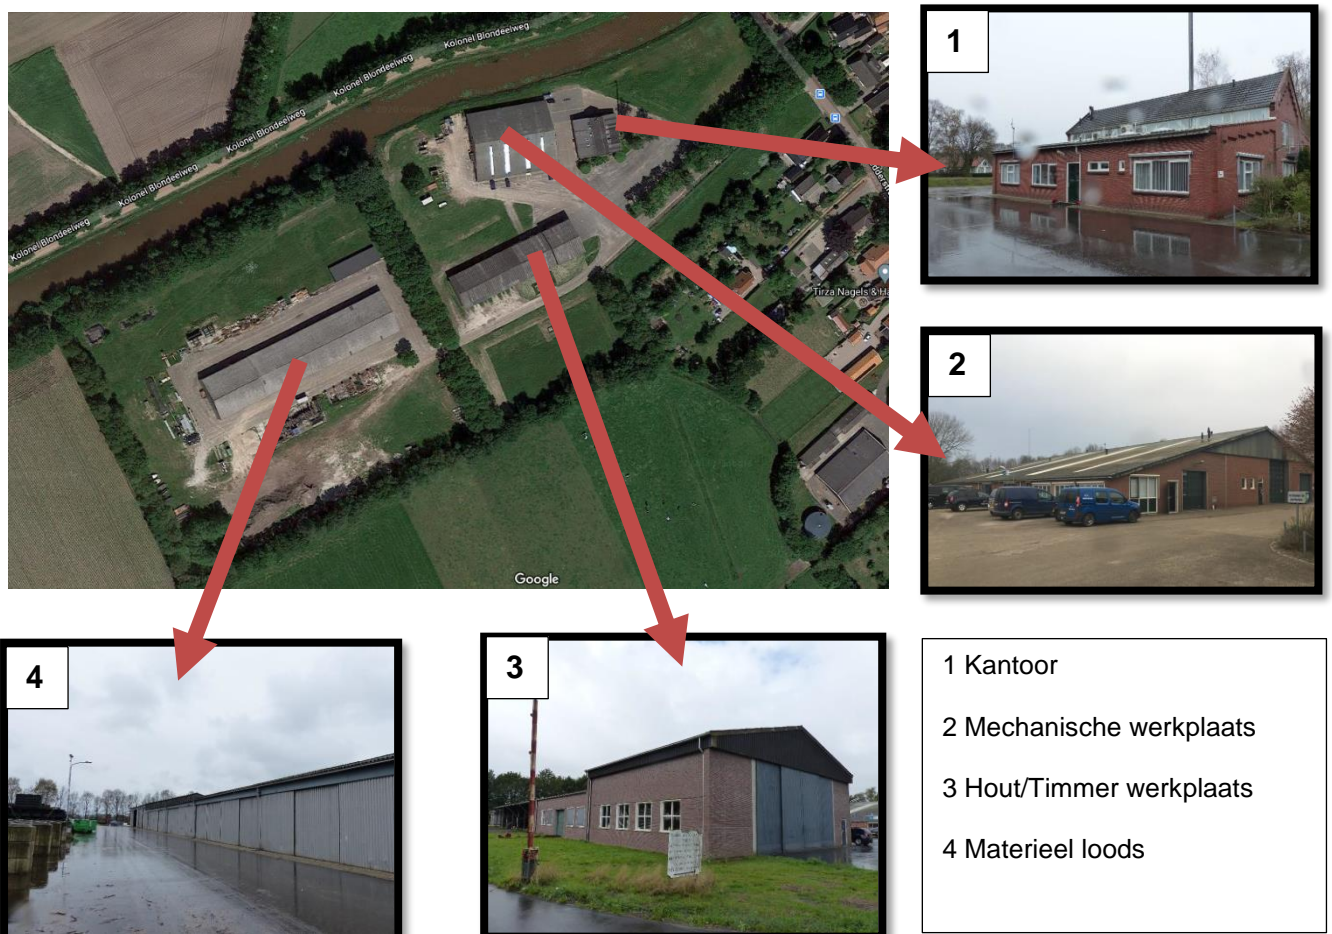 Kolonel Blondeelweg
Kolonel Blondeelweg
Kolonel Blondeelweg
Kolonel Blondeelweg
Kolonel Blondeelweg
Kolonel Blondeelweg
Tirza Nagels & Ha
Google
1
2
4
3
1 Kantoor
2 Mechanische werkplaats
3 Hout/Timmer werkplaats
4 Materieel loods